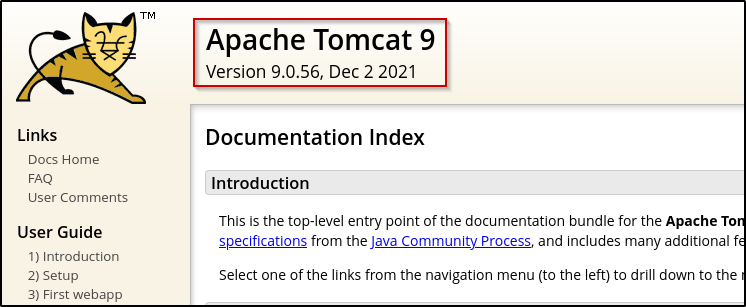 TM
Apache Tomcat 9
Version 9.0.56, Dec 2 2021
Links
Docs Home
FAQ
User Comments
User Guide
1) Introduction
2) Setup
3) First webapp
Documentation Index
Introduction
This is the top-level entry point of the documentation bundle for the Apache Tom
specifications from the Java Community Process, and includes many additional fe
Select one of the links from the navigation menu (to the left) to drill down to the